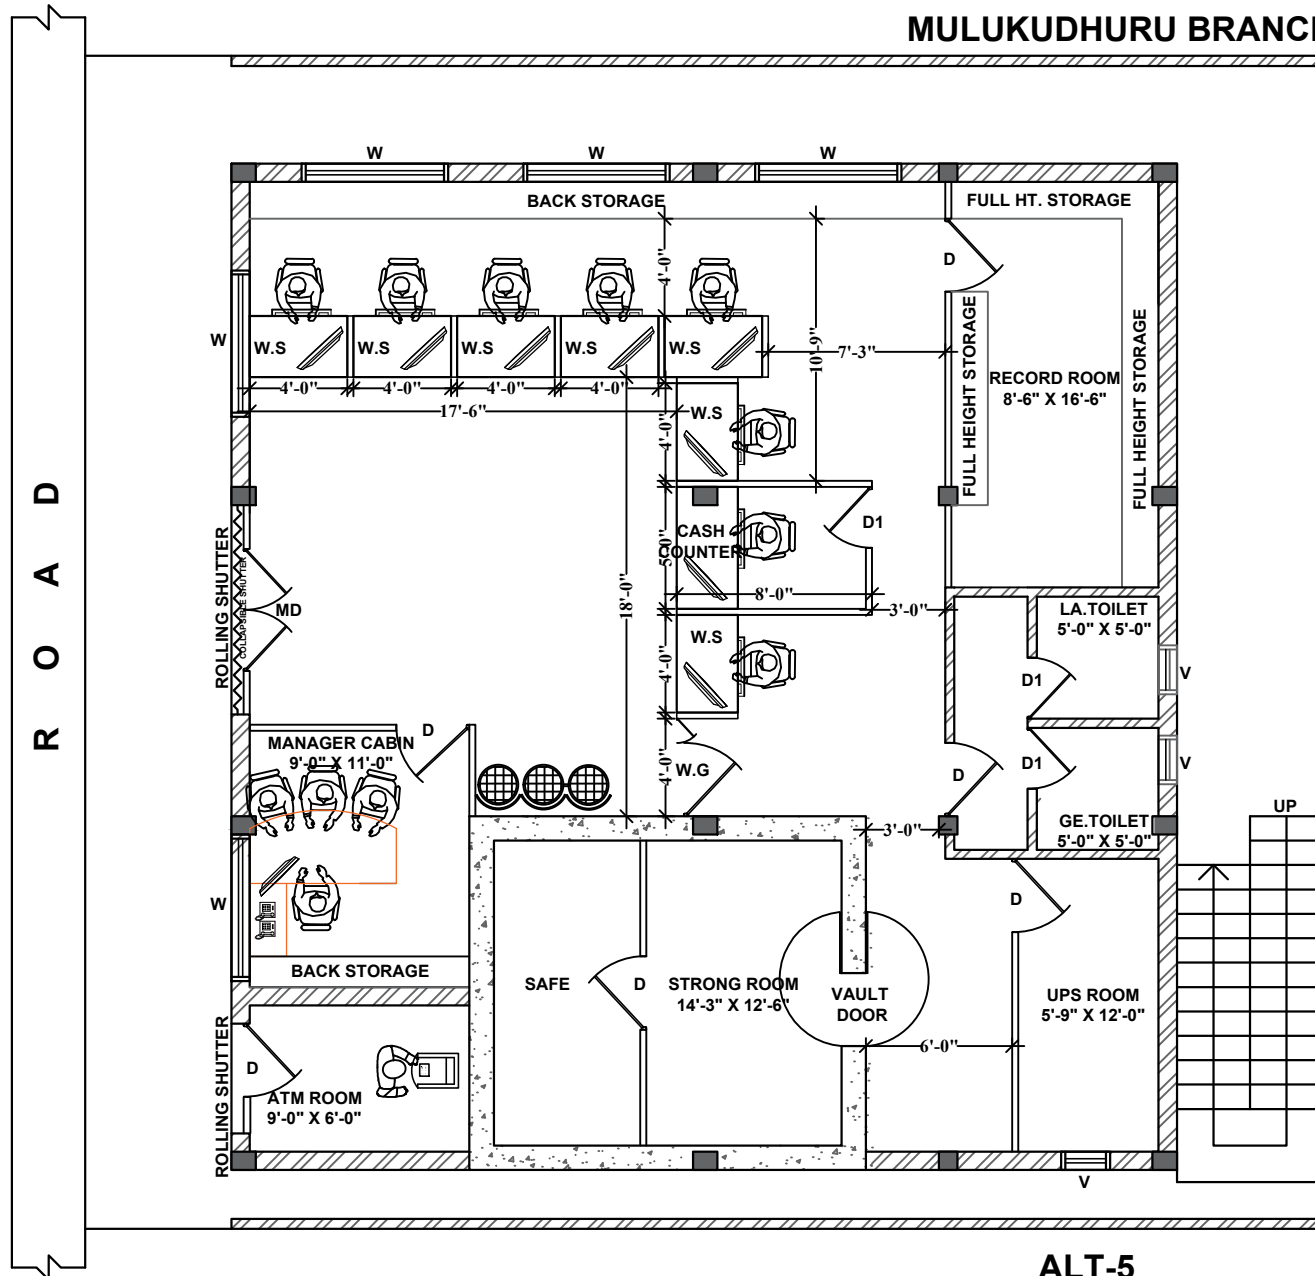 MULUKUDHURU BRANCH
W
W
W
BACK STORAGE
FULL HT. STORAGE
D
4'-0"
W
W.S
W.S
W.S
W.S
W.S
7'-3"
10'-9"
4'-0"
4'-0"
4'-0"
4'-0"
17'-6"
W.S
4'-0"
RECORD ROOM
8'-6" X 16'-6"
FULL HEIGHT STORAGE
FULL HEIGHT STORAGE
ROAD
ROLLING SHUTTER
COLLAPSIBLE SHUTTER
MD
D1
CASH
COUNTER
5'-0"
18'-0"
8'-0"
3'-0"
W.S
4'-0"
LA.TOILET
5'-0" X 5'-0"
D1
V
MANAGER CABIN
9'-0" X 11'-0"
D
W.G
4'-0"
D
D1
V
GE.TOILET
5'-0" X 5'-0"
3'-0"
UP
W
D
BACK STORAGE
SAFE
D
STRONG ROOM
14'-3" X 12'-6"
VAULT
DOOR
UPS ROOM
5'-9" X 12'-0"
6'-0"
ROLLING SHUTTER
D
ATM ROOM
9'-0" X 6'-0"
V
ALT-5